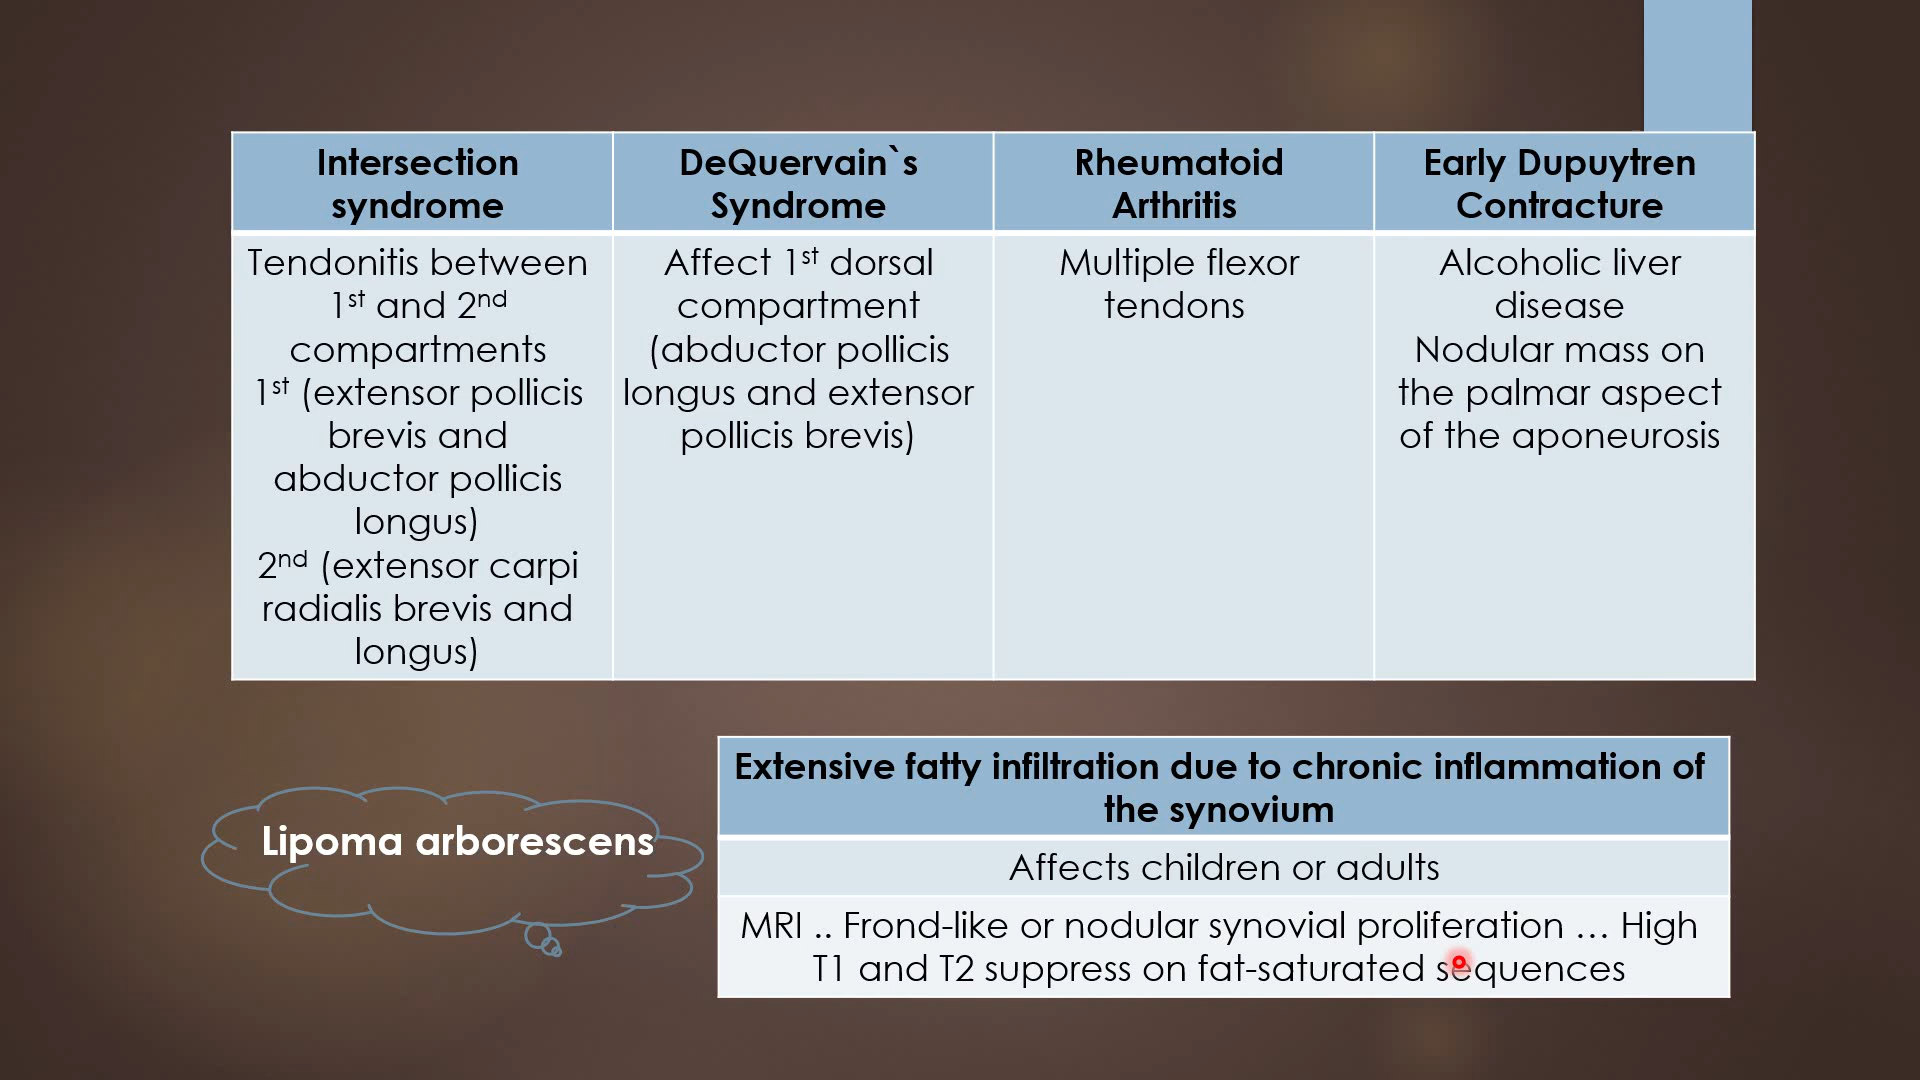 Intersection
syndrome
DeQuervain`s
Syndrome
Rheumatoid
Arthritis
Early Dupuytren
Contracture
Tendonitis between
1st and 2nd
compartments
1st (extensor pollicis
brevis and
abductor pollicis
longus)
2nd (extensor carpi
radialis brevis and
longus)
Affect 1st dorsal
compartment
(abductor pollicis
longus and extensor
pollicis brevis)
Multiple flexor
tendons
Alcoholic liver
disease
Nodular mass on
the palmar aspect
of the aponeurosis
Lipoma arborescens
Extensive fatty infiltration due to chronic inflammation of
the synovium
Affects children or adults
MRI .. Frond-like or nodular synovial proliferation … High
T1 and T2 suppress on fat-saturated sequences